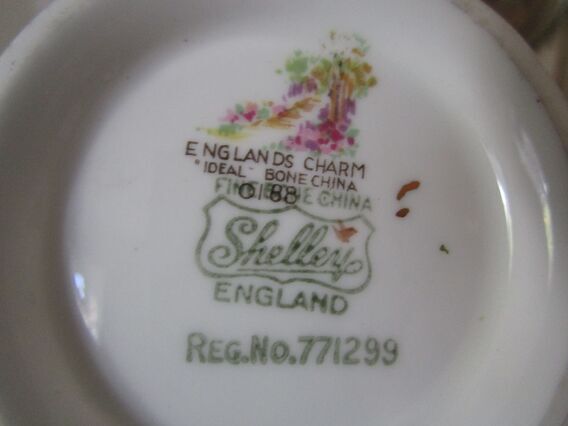 ENGLANDS CHARM
"IDEAL" BONE CHINA
FINE BONE CHINA
0188
Shelley
ENGLAND
REG.NO.771299